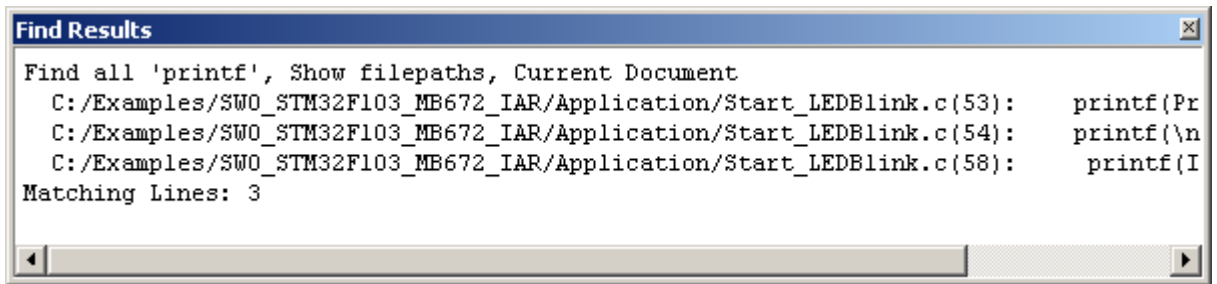 Find Results
Find all 'printf', Show filepaths, Current Document
C:/Examples/SWO_STM32F103_MB672_IAR/Application/Start_LEDBlink.c(53):    printf(Pr
C:/Examples/SWO_STM32F103_MB672_IAR/Application/Start_LEDBlink.c(54):    printf(\n
C:/Examples/SWO_STM32F103_MB672_IAR/Application/Start_LEDBlink.c(58):     printf(I
Matching Lines: 3